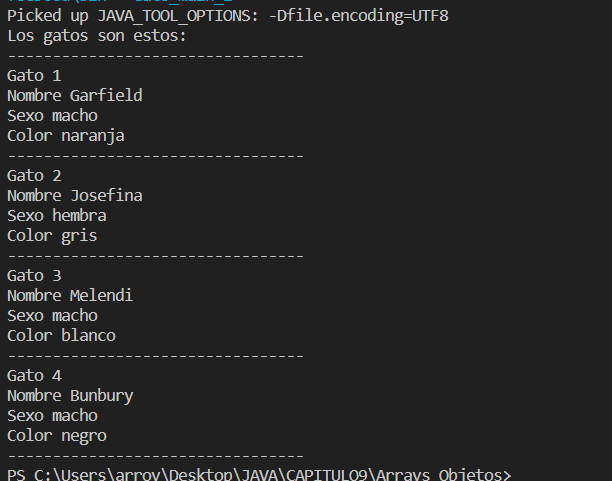 Picked up JAVA_TOOL_OPTIONS: -Dfile.encoding=UTF8
Los gatos son estos:
---------------------------------
Gato 1
Nombre Garfield
Sexo macho
Color naranja
---------------------------------
Gato 2
Nombre Josefina
Sexo hembra
Color gris
---------------------------------
Gato 3
Nombre Melendi
Sexo macho
Color blanco
---------------------------------
Gato 4
Nombre Bunbury
Sexo macho
Color negro
---------------------------------
PS C:\Users\arroy\Desktop\JAVA\CAPITULO9\Arrays Objetos>